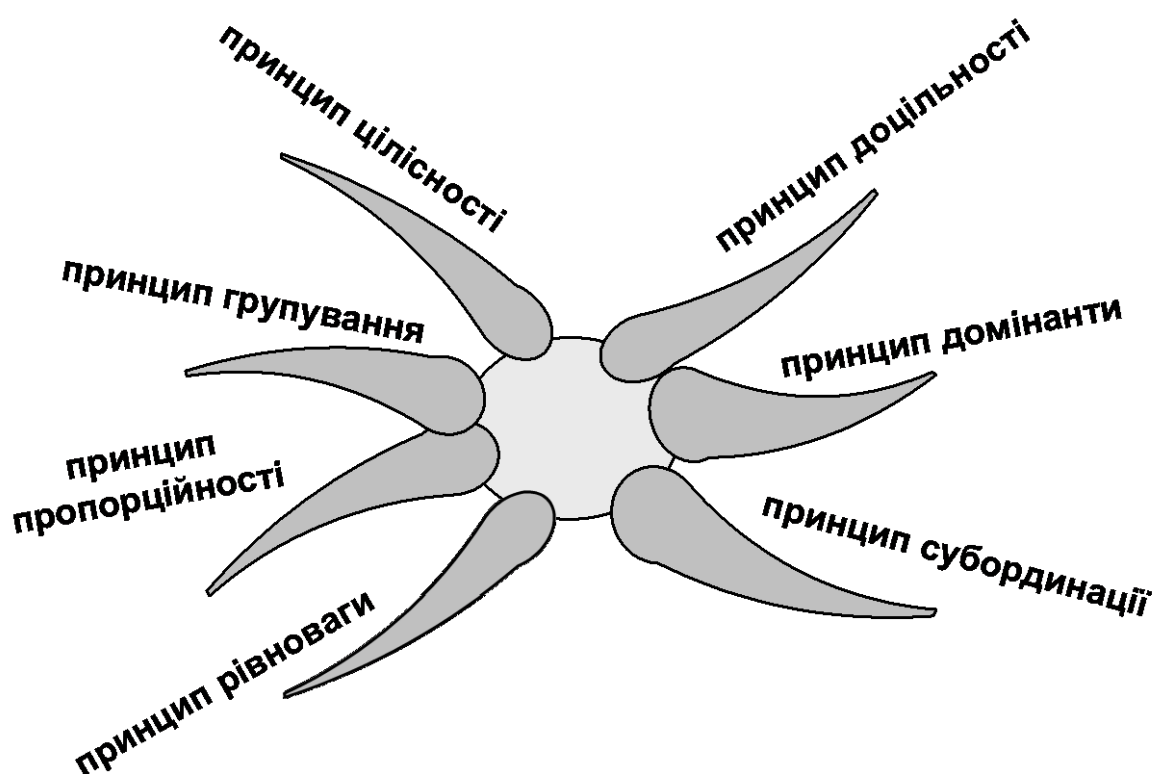 принцип цілісності
принцип доцільності
принцип групування
принцип домінанти
принцип
пропорційності
принцип субординації
принцип рівноваги